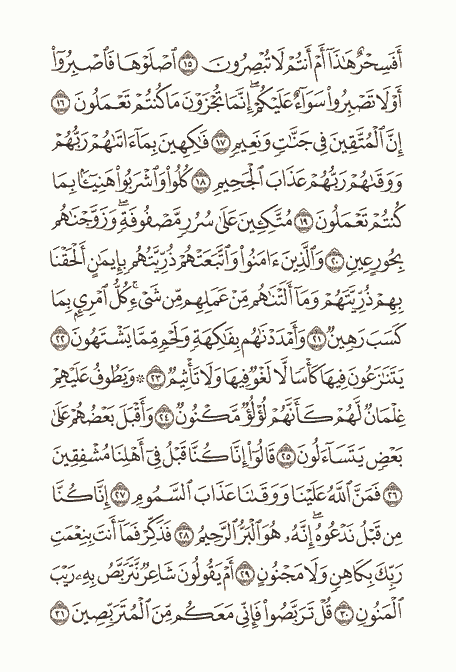 أَفَسِحْرٌ هَٰذَآ أَمْ أَنتُمْ لَا تُبْصِرُونَ ١٥ ٱصْلَوْهَا فَٱصْبِرُوٓا۟
أَوْ لَا تَصْبِرُوا۟ سَوَآءٌ عَلَيْكُمْ ۖ إِنَّمَا تُجْزَوْنَ مَا كُنتُمْ تَعْمَلُونَ ١٦
إِنَّ ٱلْمُتَّقِينَ فِى جَنَّٰتٍ وَنَعِيمٍ ١٧ فَٰكِهِينَ بِمَآ ءَاتَىٰهُمْ رَبُّهُمْ
وَوَقَىٰهُمْ رَبُّهُمْ عَذَابَ ٱلْجَحِيمِ ١٨ كُلُوا۟ وَٱشْرَبُوا۟ هَنِيٓـًٔۢا بِمَا
كُنتُمْ تَعْمَلُونَ ١٩ مُتَّكِـِٔينَ عَلَىٰ سُرُرٍ مَّصْفُوفَةٍ ۖ وَزَوَّجْنَٰهُم
بِحُورٍ عِينٍ ٢٠ وَٱلَّذِينَ ءَامَنُوا۟ وَٱتَّبَعَتْهُمْ ذُرِّيَّتُهُم بِإِيمَٰنٍ أَلْحَقْنَا
بِهِمْ ذُرِّيَّتَهُمْ وَمَآ أَلَتْنَٰهُم مِّنْ عَمَلِهِم مِّن شَىْءٍ ۚ كُلُّ ٱمْرِئٍۭ بِمَا
كَسَبَ رَهِينٌ ٢١ وَأَمْدَدْنَٰهُم بِفَٰكِهَةٍ وَلَحْمٍ مِّمَّا يَشْتَهُونَ ٢٢
يَتَنَٰزَعُونَ فِيهَا كَأْسًا لَّا لَغْوٌ فِيهَا وَلَا تَأْثِيمٌ ٢٣ ۞ وَيَطُوفُ عَلَيْهِمْ
غِلْمَانٌ لَّهُمْ كَأَنَّهُمْ لُؤْلُؤٌ مَّكْنُونٌ ٢٤ وَأَقْبَلَ بَعْضُهُمْ عَلَىٰ
بَعْضٍ يَتَسَآءَلُونَ ٢٥ قَالُوٓا۟ إِنَّا كُنَّا قَبْلُ فِىٓ أَهْلِنَا مُشْفِقِينَ
٢٦ فَمَنَّ ٱللَّهُ عَلَيْنَا وَوَقَىٰنَا عَذَابَ ٱلسَّمُومِ ٢٧ إِنَّا كُنَّا
مِن قَبْلُ نَدْعُوهُ ۖ إِنَّهُۥ هُوَ ٱلْبَرُّ ٱلرَّحِيمُ ٢٨ فَذَكِّرْ فَمَآ أَنتَ بِنِعْمَتِ
رَبِّكَ بِكَاهِنٍ وَلَا مَجْنُونٍ ٢٩ أَمْ يَقُولُونَ شَاعِرٌ نَّتَرَبَّصُ بِهِۦ رَيْبَ
ٱلْمَنُونِ ٣٠ قُلْ تَرَبَّصُوا۟ فَإِنِّى مَعَكُم مِّنَ ٱلْمُتَرَبِّصِينَ ٣١